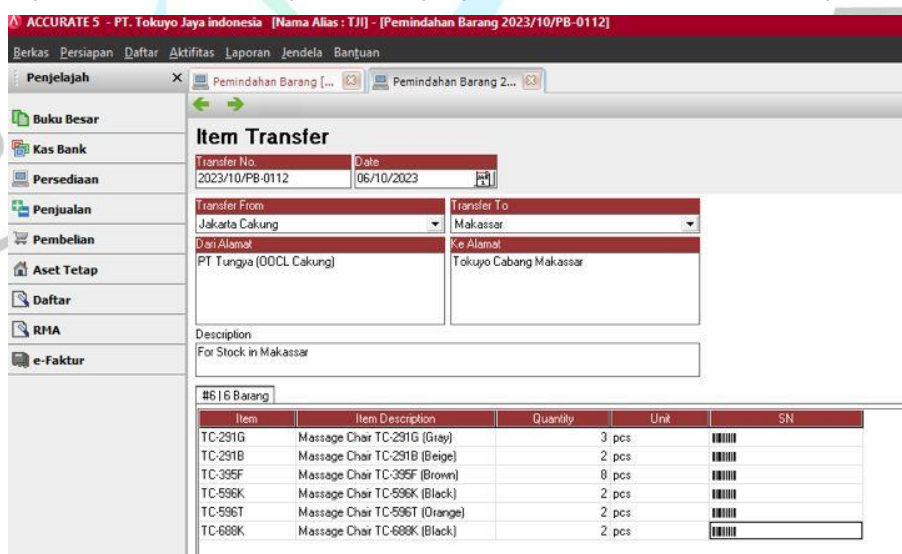 ACCURATE 5 - PT. Tokuyo Jaya indonesia [Nama Alias : TJI] - [Pemindahan Barang 2023/10/PB-0112]
Berkas Persiapan Daftar Aktifitas Laporan Jendela Bantuan
Penjelajah X Pemindahan Barang [... Pemindahan Barang 2...
Buku Besar
Kas Bank
Persediaan
Penjualan
Pembelian
Aset Tetap
Daftar
RMA
e-Faktur
Item Transfer
Transfer No. Date
2023/10/PB-0112 06/10/2023
Transfer From Transfer To
Jakarta Cakung Makassar
Dari Alamat Ke Alamat
PT Tungya (OOCL Cakung) Tokuyo Cabang Makassar
Description
For Stock in Makassar
#6 | 6 Barang
Item Item Description Quantity Unit SN
TC-291G Massage Chair TC-291G (Gray) 3 pcs
TC-291B Massage Chair TC-291B (Beige) 2 pcs
TC-395F Massage Chair TC-395F (Brown) 8 pcs
TC-596K Massage Chair TC-596K (Black) 2 pcs
TC-596T Massage Chair TC-596T (Orange) 2 pcs
TC-688K Massage Chair TC-688K (Black) 2 pcs